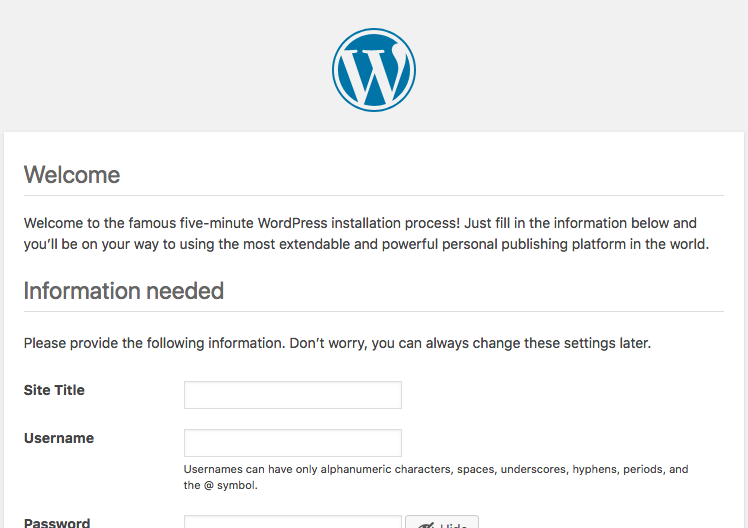 Welcome
Welcome to the famous five-minute WordPress installation process! Just fill in the information below and
you’ll be on your way to using the most extendable and powerful personal publishing platform in the world.
Information needed
Please provide the following information. Don’t worry, you can always change these settings later.
Site Title
Username
Usernames can have only alphanumeric characters, spaces, underscores, hyphens, periods, and
the @ symbol.
Password Hide